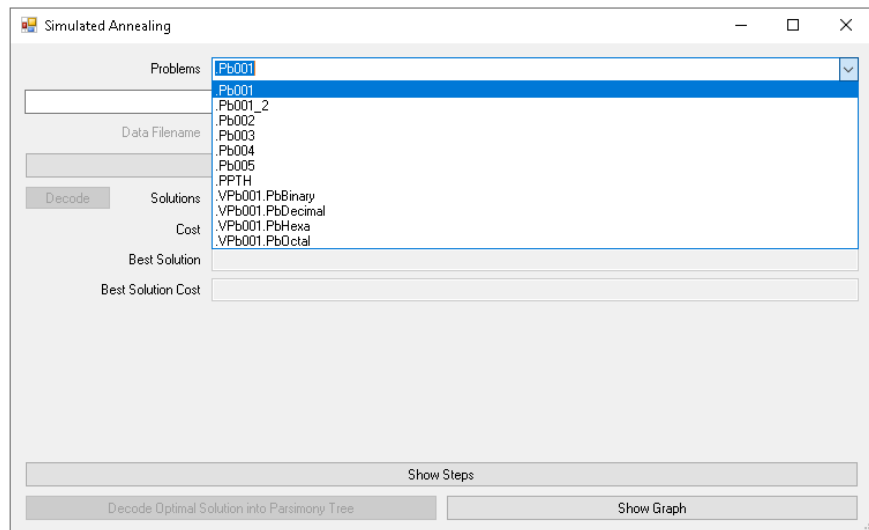 Simulated Annealing
Problems .Pb001
.Pb001
.Pb001_2
.Pb002
Data Filename .Pb003
.Pb004
.Pb005
.PPTH
Decode Solutions .VPb001.PbBinary
.VPb001.PbDecimal
Cost .VPb001.PbHexa
.VPb001.PbOctal
Best Solution
Best Solution Cost
Show Steps
Decode Optimal Solution into Parsimony Tree Show Graph